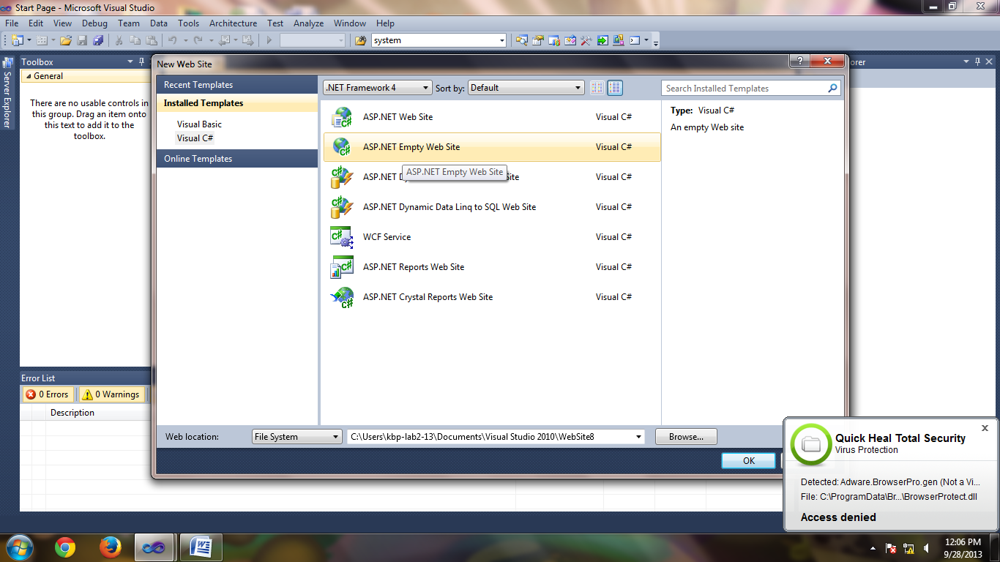 Start Page - Microsoft Visual Studio
File Edit View Debug Team Data Tools Architecture Test Analyze Window Help
system
Server Explorer
Toolbox
General
There are no usable controls in this group. Drag an item onto this text to add it to the toolbox.
New Web Site
Recent Templates
Installed Templates
Visual Basic
Visual C#
Online Templates
.NET Framework 4 Sort by: Default
Search Installed Templates
ASP.NET Web Site Visual C#
ASP.NET Empty Web Site Visual C#
ASP.NET Empty Web Site
ASP.NET Visual C#
ASP.NET Dynamic Data Linq to SQL Web Site Visual C#
WCF Service Visual C#
ASP.NET Reports Web Site Visual C#
ASP.NET Crystal Reports Web Site Visual C#
Type: Visual C#
An empty Web site
Web location: File System C:\Users\kbp-lab2-13\Documents\Visual Studio 2010\WebSite8 Browse...
OK
Error List
0 Errors 0 Warnings
Description
Quick Heal Total Security
Virus Protection
Detected: Adware.BrowserPro.gen (Not a Vi...
File: C:\ProgramData\Br...\BrowserProtect.dll
Access denied
12:06 PM
9/28/2013